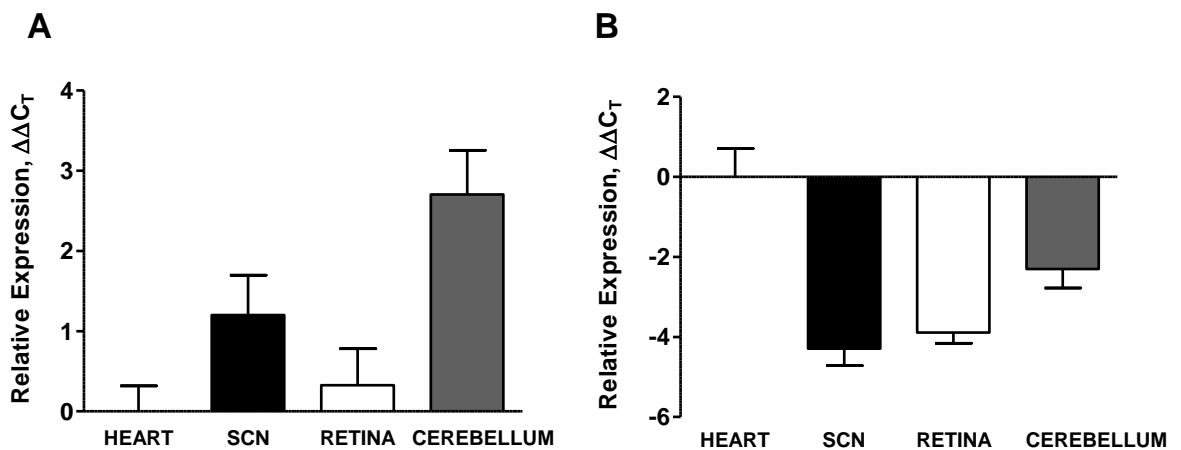 A
Relative Expression, ΔΔCT
4
3
2
1
0
HEART SCN RETINA CEREBELLUM
B
Relative Expression, ΔΔCT
2
0
-2
-4
-6
HEART SCN RETINA CEREBELLUM